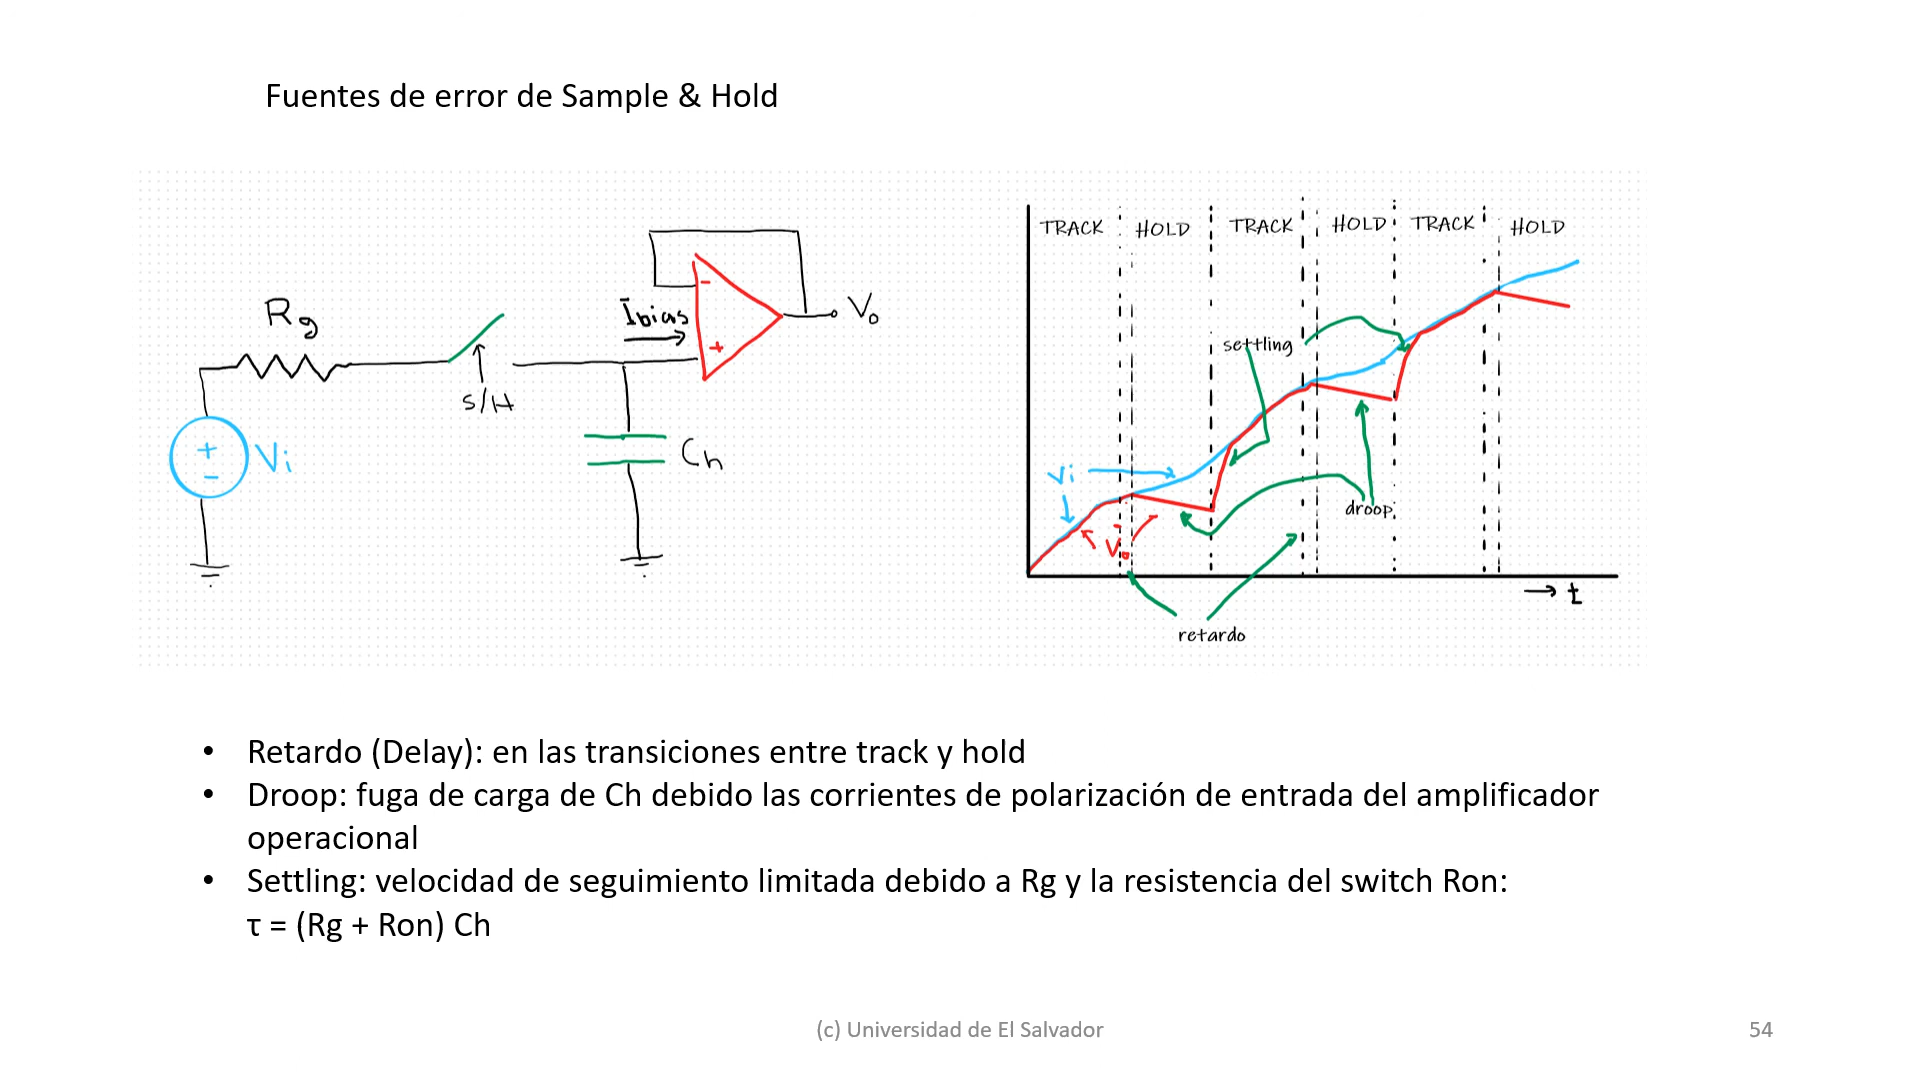 Fuentes de error de Sample & Hold
Rg
S/H
Ibias
-
+
Vo
+
-
Vi
Ch
TRACK HOLD TRACK HOLD TRACK HOLD
settling
Vi
Vo
droop
→ t
retardo
• Retardo (Delay): en las transiciones entre track y hold
• Droop: fuga de carga de Ch debido las corrientes de polarización de entrada del amplificador
operacional
• Settling: velocidad de seguimiento limitada debido a Rg y la resistencia del switch Ron:
τ = (Rg + Ron) Ch
(c) Universidad de El Salvador
54